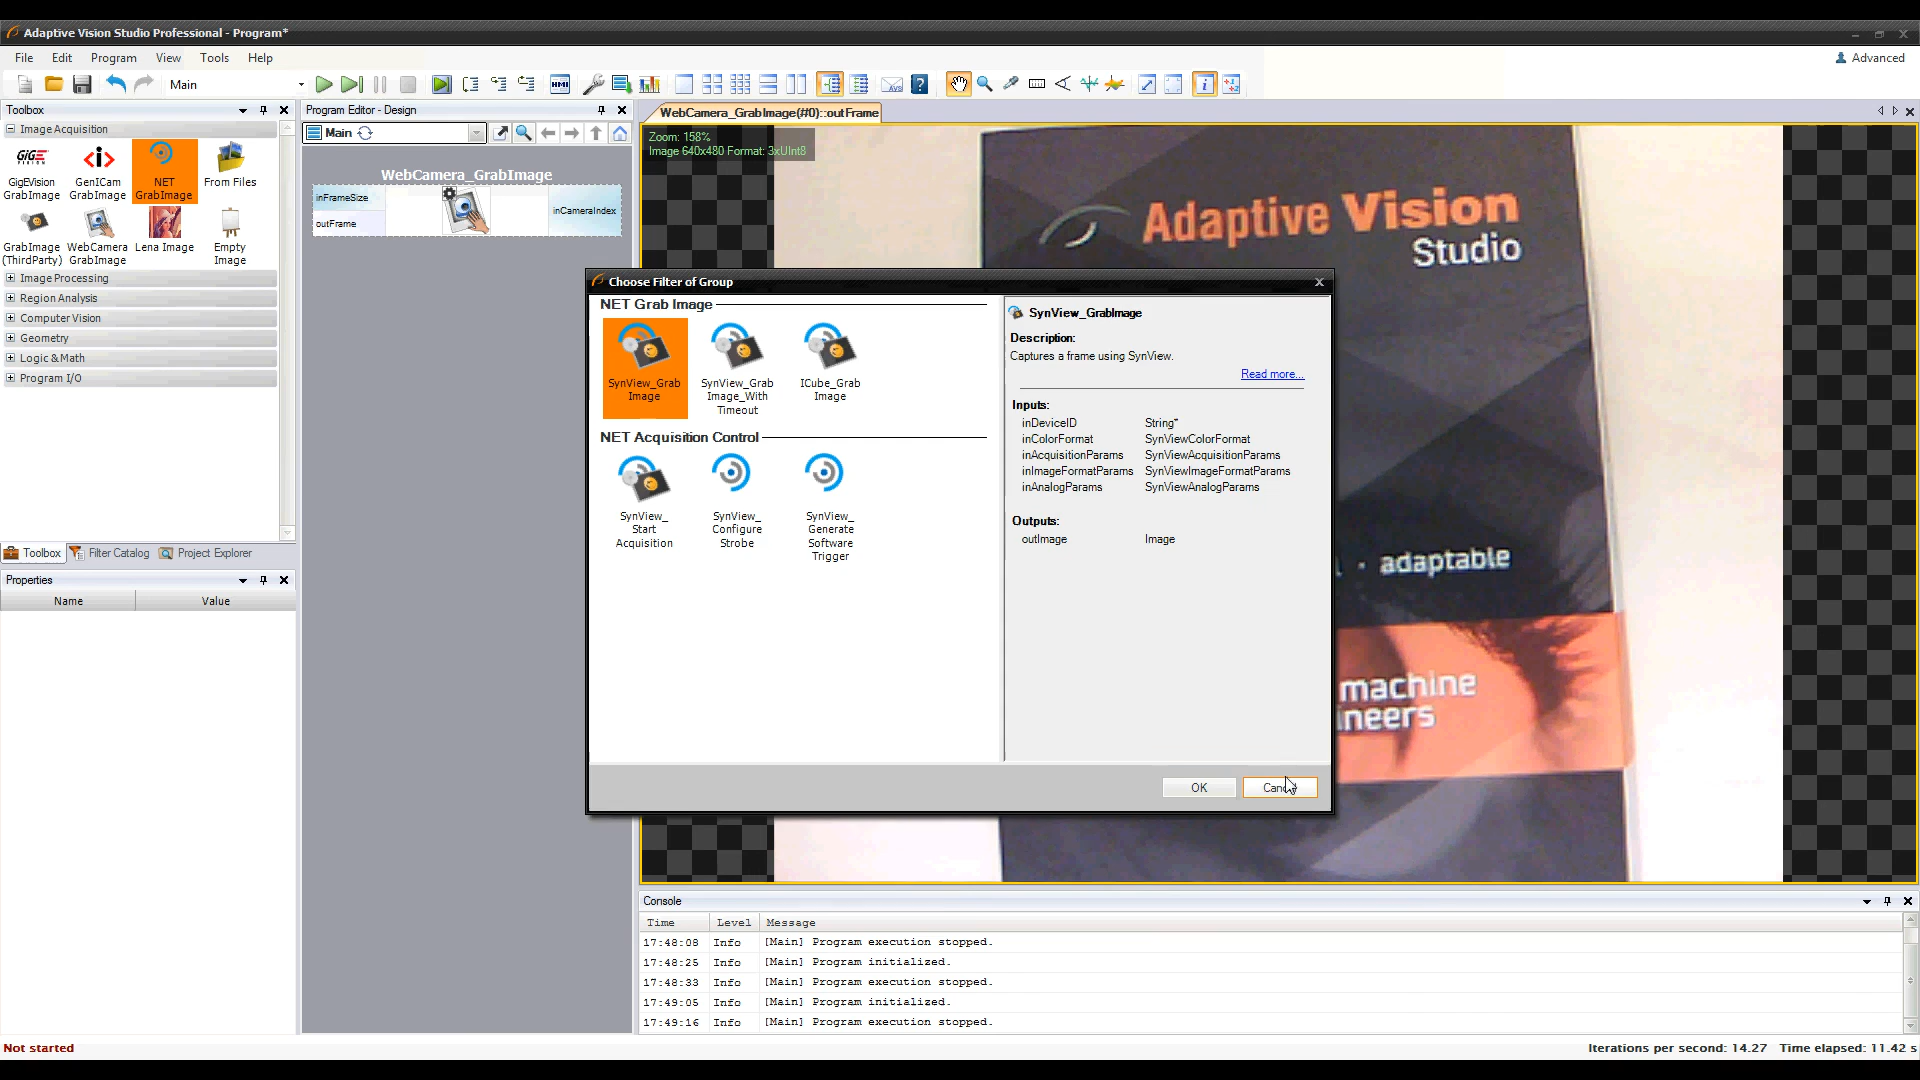 Adaptive Vision Studio Professional - Program*
File Edit Program View Tools Help
Advanced
Main
HMI
Toolbox
Image Acquisition
GigEVision GrabImage
GenICam GrabImage
NET GrabImage
From Files
GrabImage (ThirdParty)
WebCamera GrabImage
Lena Image
Empty Image
Image Processing
Region Analysis
Computer Vision
Geometry
Logic & Math
Program I/O
Toolbox Filter Catalog Project Explorer
Properties
Name Value
Program Editor - Design
Main
WebCamera_GrabImage
inFrameSize
outFrame
inCameraIndex
WebCamera_GrabImage(#0)::outFrame
Zoom: 158%
Image 640x480 Format: 3xUInt8
Adaptive Vision
Studio
· adaptable
machine
ineers
Choose Filter of Group
NET Grab Image
SynView_Grab
Image
SynView_Grab
Image_With
Timeout
ICube_Grab
Image
NET Acquisition Control
SynView_
Start
Acquisition
SynView_
Configure
Strobe
SynView_
Generate
Software
Trigger
SynView_GrabImage
Description:
Captures a frame using SynView.
Read more...
Inputs:
inDeviceID String*
inColorFormat SynViewColorFormat
inAcquisitionParams SynViewAcquisitionParams
inImageFormatParams SynViewImageFormatParams
inAnalogParams SynViewAnalogParams
Outputs:
outImage Image
OK
Console
Time Level Message
17:48:08 Info [Main] Program execution stopped.
17:48:25 Info [Main] Program initialized.
17:48:33 Info [Main] Program execution stopped.
17:49:05 Info [Main] Program initialized.
17:49:16 Info [Main] Program execution stopped.
Not started
Iterations per second: 14.27 Time elapsed: 11.42 s